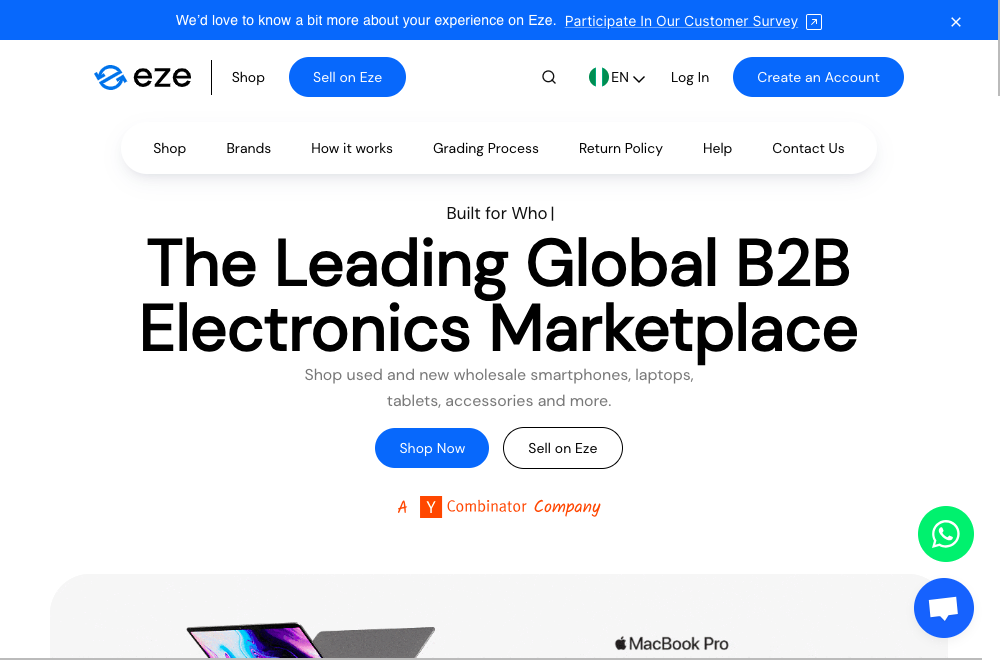 We'd love to know a bit more about your experience on Eze. Participate In Our Customer Survey
eze
Shop
Sell on Eze
EN
Log In
Create an Account
Shop
Brands
How it works
Grading Process
Return Policy
Help
Contact Us
Built for Who|
The Leading Global B2B
Electronics Marketplace
Shop used and new wholesale smartphones, laptops,
tablets, accessories and more.
Shop Now
Sell on Eze
A Y Combinator Company
MacBook Pro